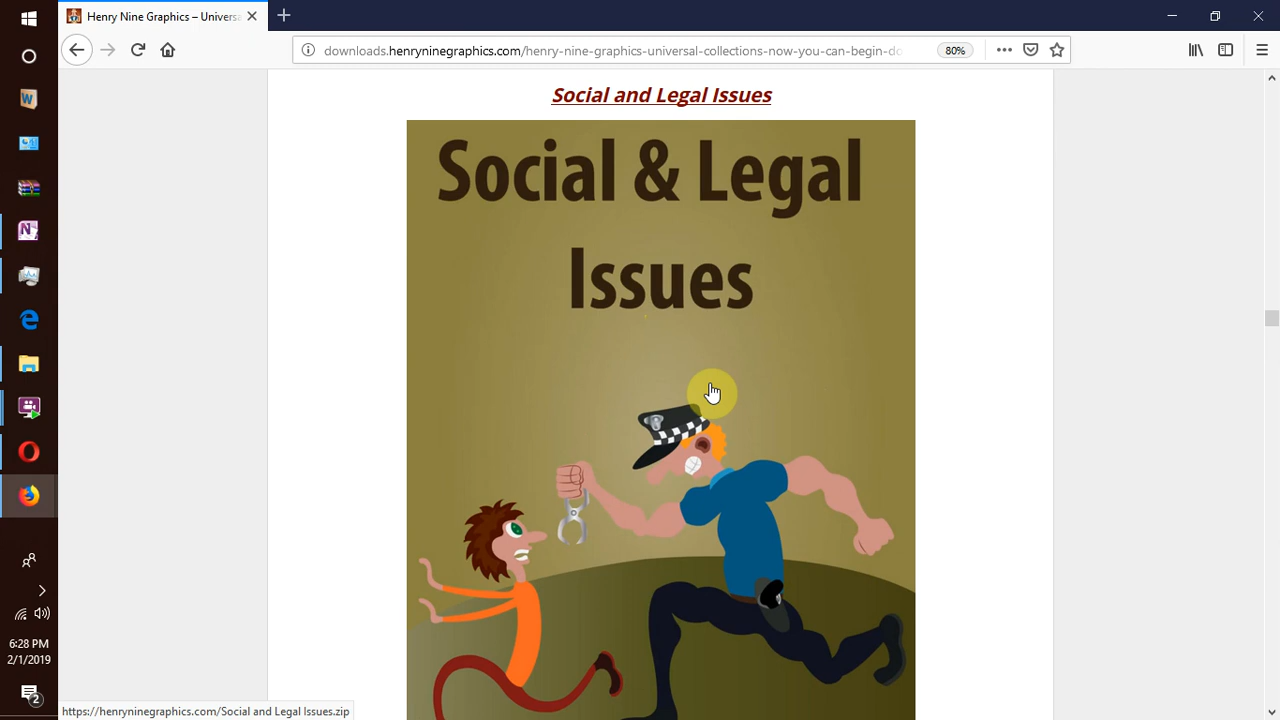 Henry Nine Graphics – Universa
downloads.henryninegraphics.com/henry-nine-graphics-universal-collections-now-you-can-begin-do
80%
Social and Legal Issues
Social & Legal
Issues
6:28 PM
2/1/2019
2
https://henryninegraphics.com/Social and Legal Issues.zip